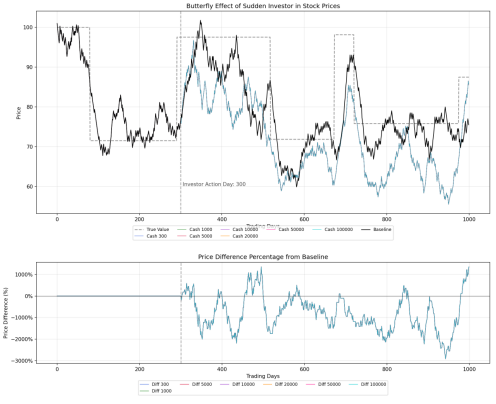 Butterfly Effect of Sudden Investor in Stock Prices
Price
100
90
80
70
60
Investor Action Day: 300
0 200 400 600 800 1000
Trading Days
True Value Cash 1000 Cash 10000 Cash 50000 Cash 100000 Baseline
Cash 300 Cash 5000 Cash 20000
Price Difference Percentage from Baseline
Price Difference (%)
1000%
0%
−1000%
−2000%
−3000%
0 200 400 600 800 1000
Trading Days
Diff 300 Diff 5000 Diff 10000 Diff 20000 Diff 50000 Diff 100000
Diff 1000